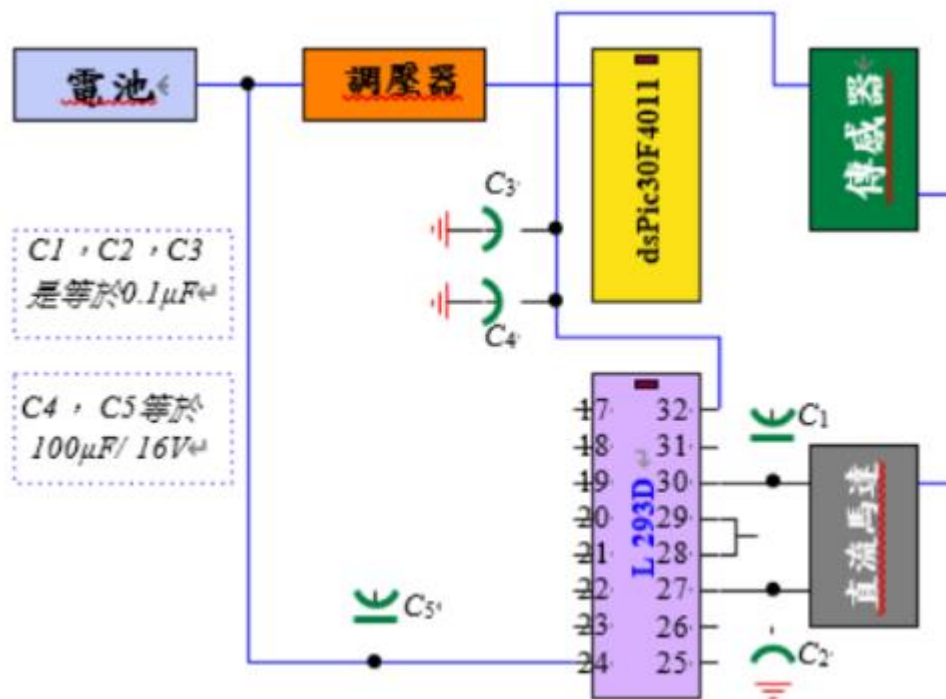 電池
調壓器
dsPic30F4011
傳感器
C3
C4
C1，C2，C3
是等於0.1μF
C4， C5等於
100μF/ 16V
L 293D
17
18
19
20
21
22
23
24
32
31
30
29
28
27
26
25
C1
C2
C5
直流馬達